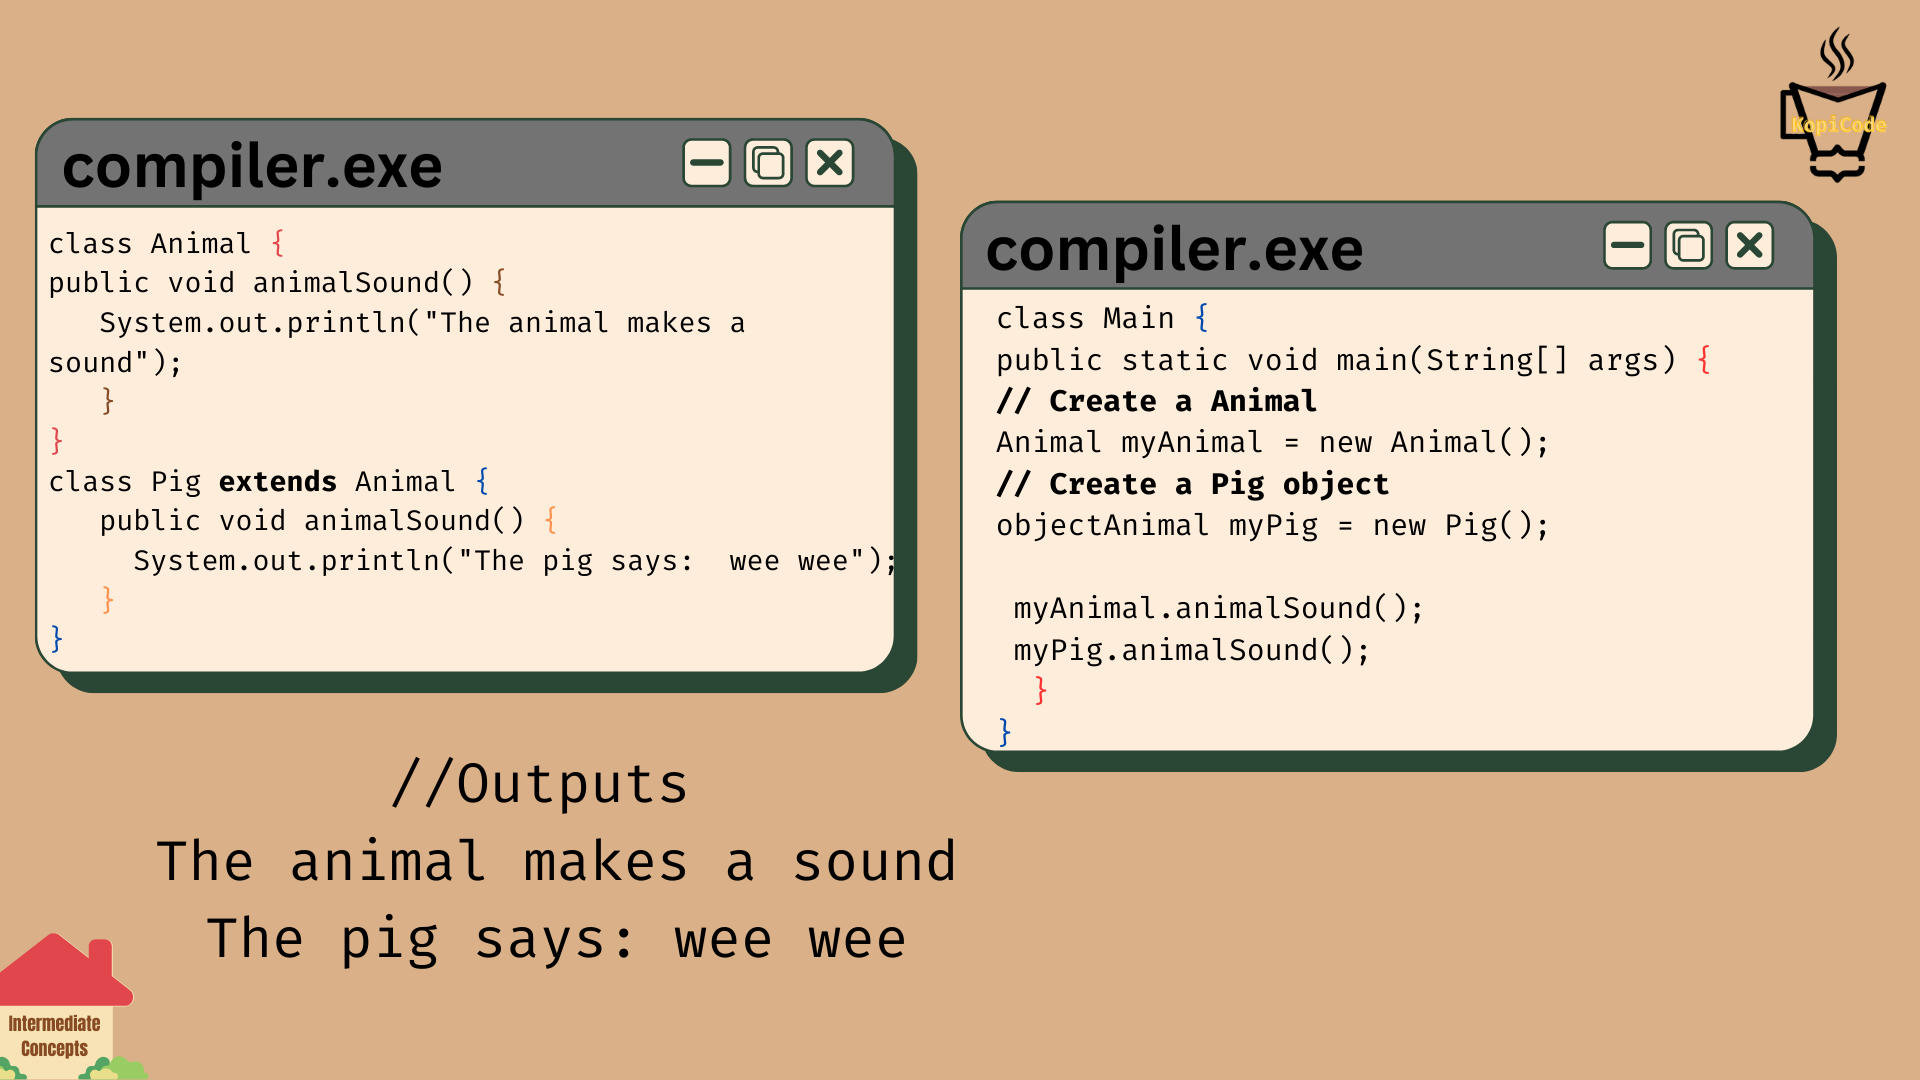 KopiCode
compiler.exe
class Animal {
public void animalSound() {
   System.out.println("The animal makes a
sound");
   }
}
class Pig extends Animal {
   public void animalSound() {
     System.out.println("The pig says:  wee wee");
   }
}
compiler.exe
class Main {
public static void main(String[] args) {
// Create a Animal
Animal myAnimal = new Animal();
// Create a Pig object
objectAnimal myPig = new Pig();
 myAnimal.animalSound();
 myPig.animalSound();
  }
}
//Outputs
The animal makes a sound
The pig says: wee wee
Intermediate
Concepts